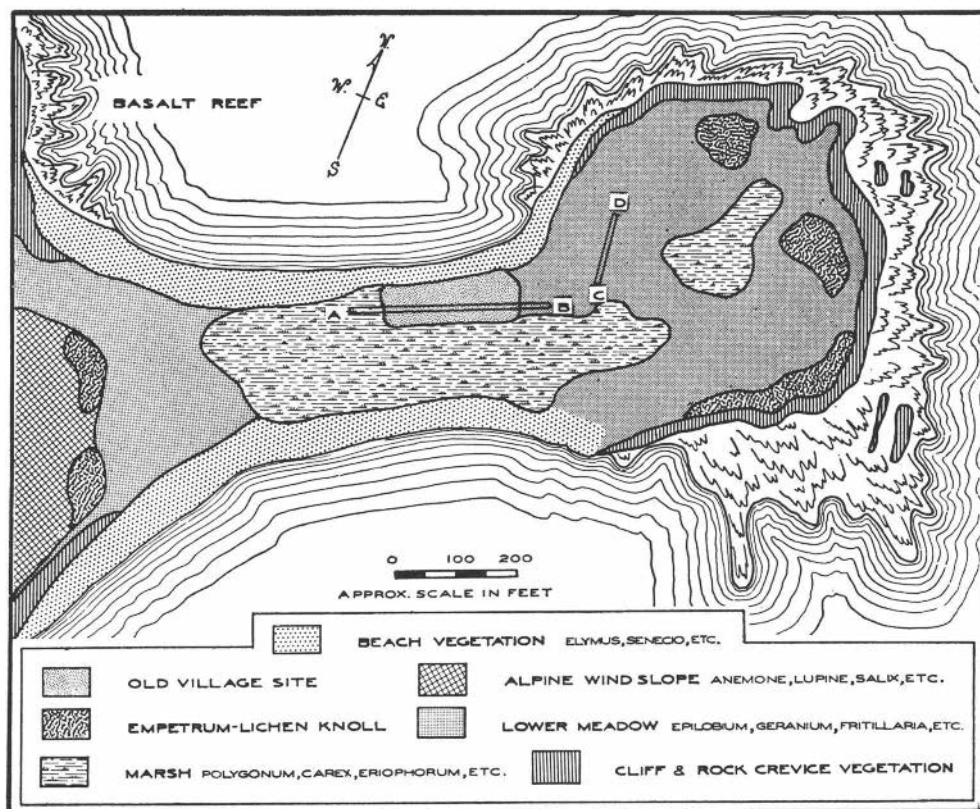 BASALT REEF
N.
W.
E
S
D
C
A
B
0 100 200
APPROX. SCALE IN FEET
BEACH VEGETATION ELYMUS, SENECIO, ETC.
OLD VILLAGE SITE
ALPINE WIND SLOPE ANEMONE, LUPINE, SALIX, ETC.
EMPETRUM-LICHEN KNOLL
LOWER MEADOW EPILOBIUM, GERANIUM, FRITILLARIA, ETC.
MARSH POLYGONUM, CAREX, ERIOPHORUM, ETC.
CLIFF & ROCK CREVICE VEGETATION